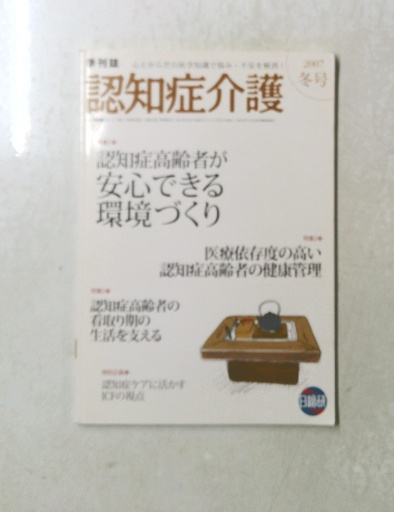 季刊誌
2007
冬号
認知症介護
認知症高齢者が
安心できる
環境づくり
医療依存度の高い
認知症高齢者の健康管理
認知症高齢者の
看取り期の
生活を支える
認知症ケアに活かす
ICFの視点
日総研